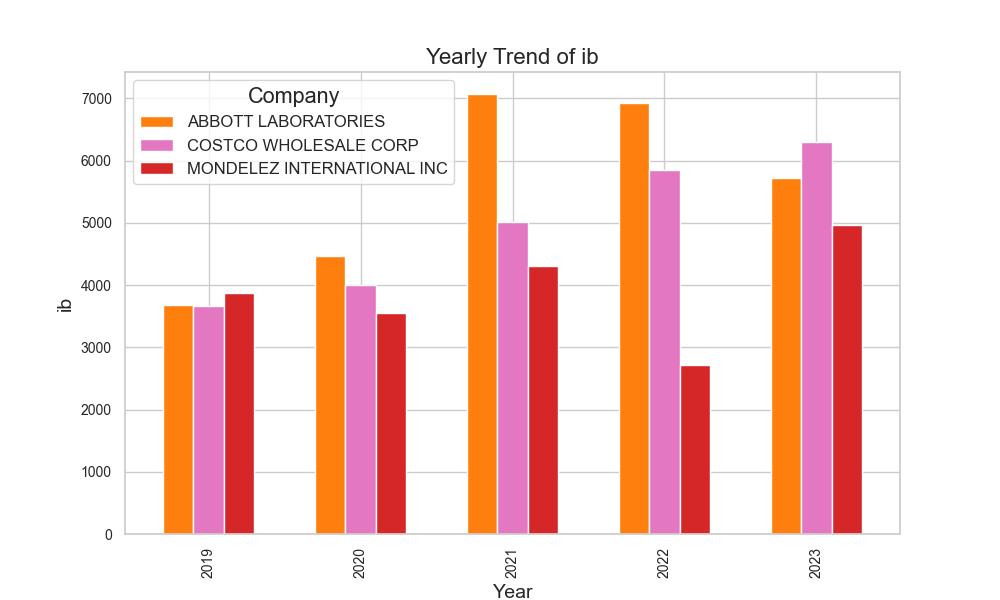 Yearly Trend of ib
Company
ABBOTT LABORATORIES
COSTCO WHOLESALE CORP
MONDELEZ INTERNATIONAL INC
7000
6000
5000
4000
3000
2000
1000
0
ib
2019
2020
2021
2022
2023
Year